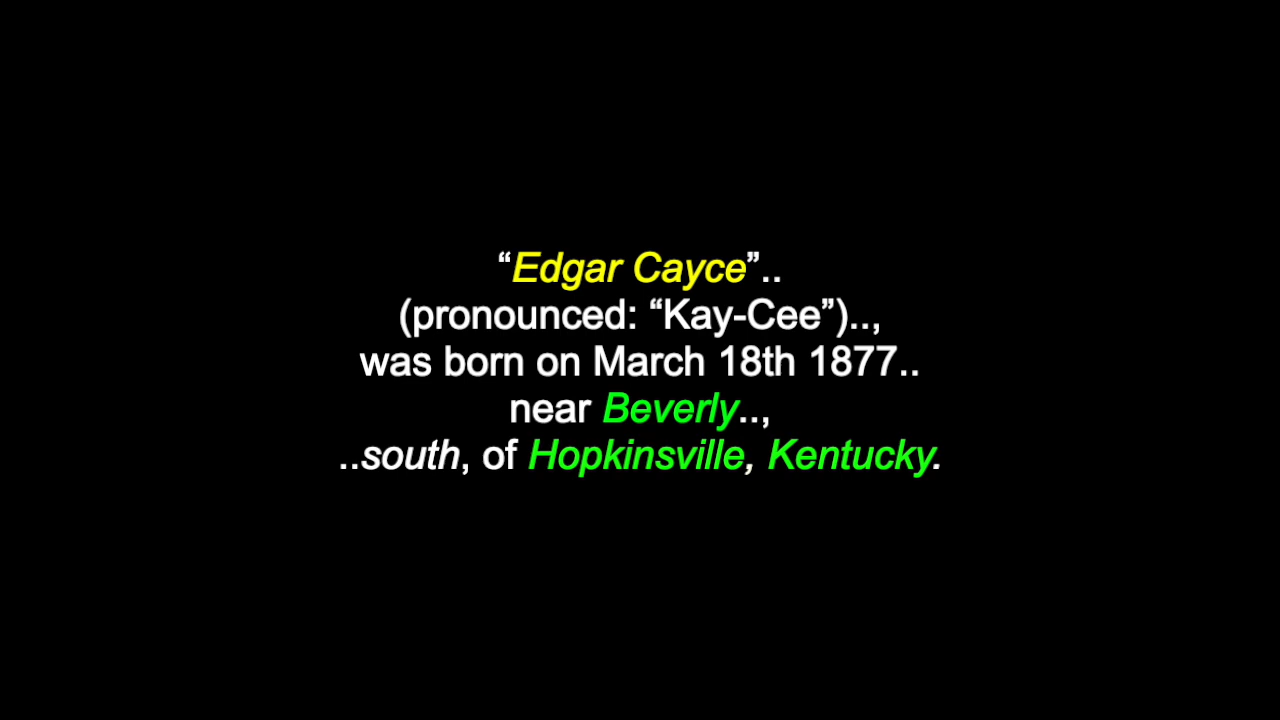 “Edgar Cayce”..
(pronounced: “Kay-Cee”)..,
was born on March 18th 1877..
near Beverly..,
..south, of Hopkinsville, Kentucky.